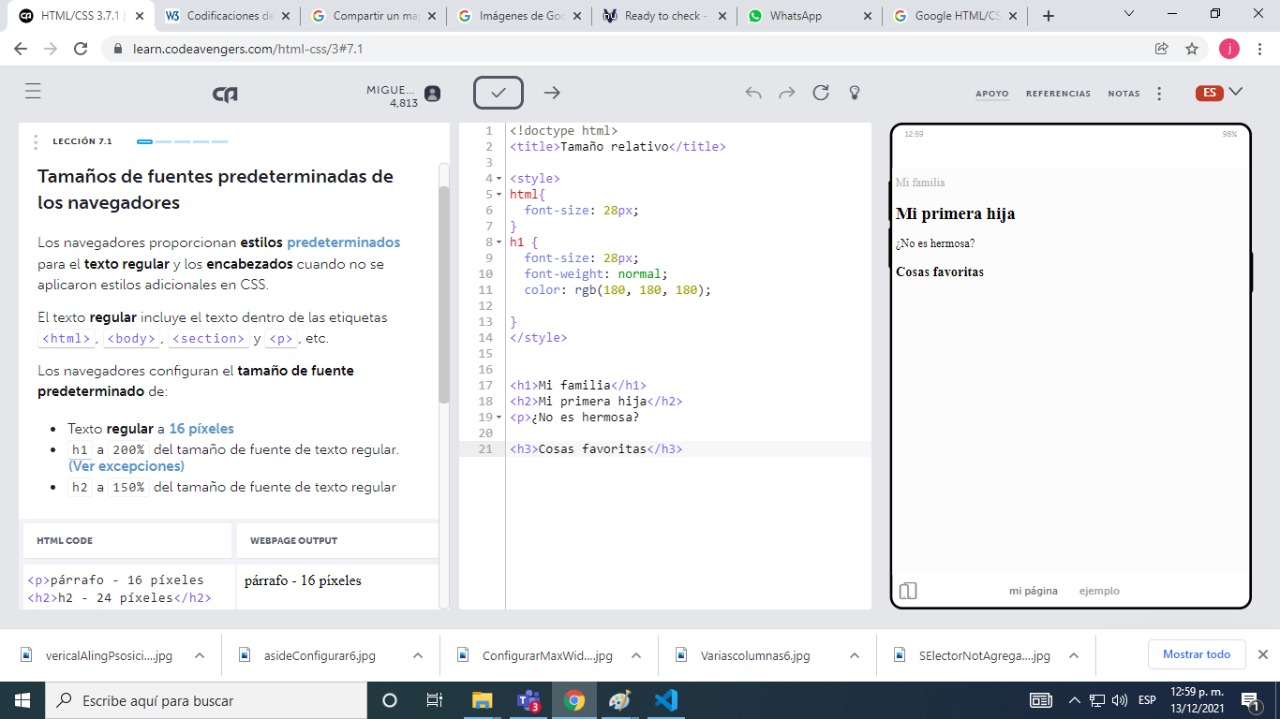 HTML/CSS 3.7.1 |
Codificaciones de
Compartir un ma
Imágenes de Goo
Ready to check -
WhatsApp
Google HTML/CS
learn.codeavengers.com/html-css/3#7.1
j
MIGUE...
4,813
APOYO
REFERENCIAS
NOTAS
ES
LECCIÓN 7.1
Tamaños de fuentes predeterminadas de
los navegadores
Los navegadores proporcionan estilos predeterminados
para el texto regular y los encabezados cuando no se
aplicaron estilos adicionales en CSS.
El texto regular incluye el texto dentro de las etiquetas
<html>, <body>, <section> y <p>, etc.
Los navegadores configuran el tamaño de fuente
predeterminado de:
• Texto regular a 16 píxeles
• h1 a 200% del tamaño de fuente de texto regular.
(Ver excepciones)
• h2 a 150% del tamaño de fuente de texto regular
HTML CODE
WEBPAGE OUTPUT
<p>párrafo - 16 píxeles
<h2>h2 - 24 píxeles</h2>
párrafo - 16 píxeles
1 <!doctype html>
2 <title>Tamaño relativo</title>
3
4 <style>
5 html{
6 font-size: 28px;
7 }
8 h1 {
9 font-size: 28px;
10 font-weight: normal;
11 color: rgb(180, 180, 180);
12
13 }
14 </style>
15
16
17 <h1>Mi familia</h1>
18 <h2>Mi primera hija</h2>
19 <p>¿No es hermosa?
20
21 <h3>Cosas favoritas</h3>
12:59
98%
Mi familia
Mi primera hija
¿No es hermosa?
Cosas favoritas
mi página
ejemplo
vericalAlingPsosici....jpg
asideConfigurar6.jpg
ConfigurarMaxWid....jpg
Variascolumnas6.jpg
SElectorNotAgrega....jpg
Mostrar todo
Escribe aquí para buscar
3
ESP
12:59 p. m.
13/12/2021
1